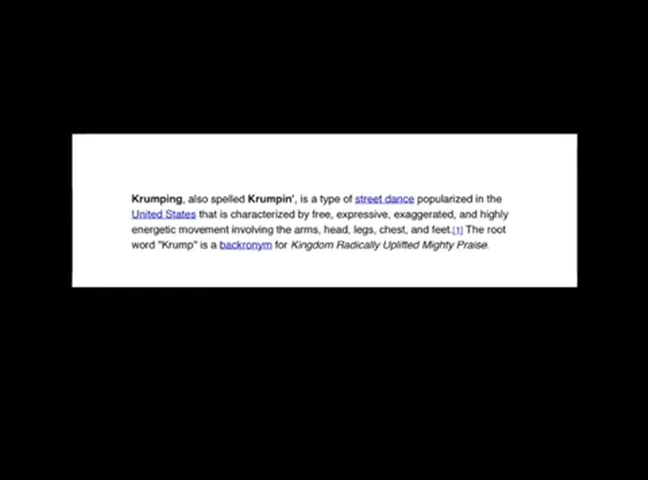 Krumping, also spelled Krumpin', is a type of street dance popularized in the
United States that is characterized by free, expressive, exaggerated, and highly
energetic movement involving the arms, head, legs, chest, and feet.[1] The root
word "Krump" is a backronym for Kingdom Radically Uplifted Mighty Praise.